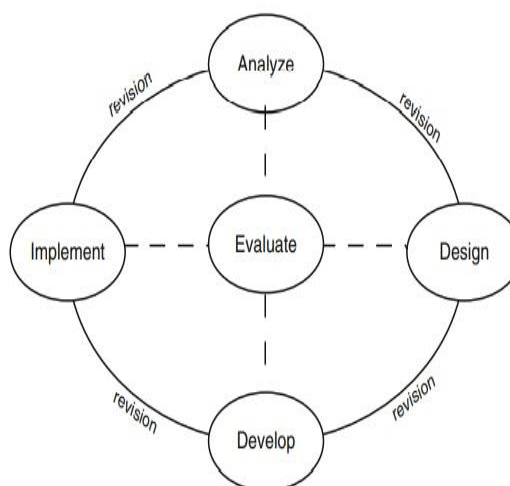 Analyze
revision
revision
Implement
Evaluate
Design
revision
revision
Develop